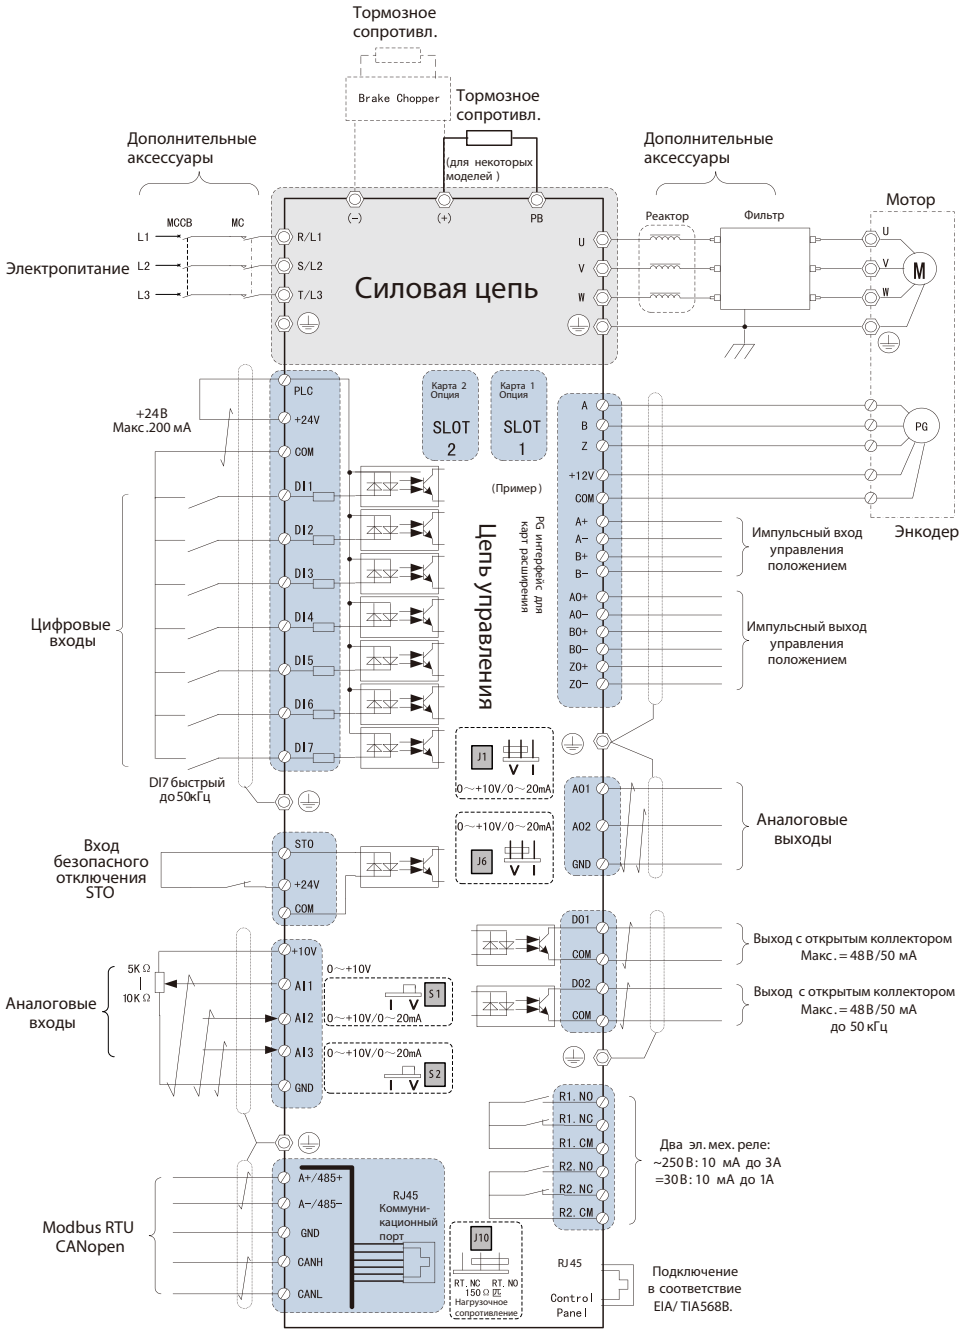 Тормозное
сопротивл.
Brake Chopper
Тормозное
сопротивл.
(для некоторых
моделей )
Дополнительные
аксессуары
Дополнительные
аксессуары
MCCB
MC
L1
L2
L3
Электропитание
(−)
(+)
PB
R/L1
S/L2
T/L3
Силовая цепь
U
V
W
Реактор
Фильтр
Мотор
U
V
W
M
+24В
Макс.200 мА
PLC
+24V
COM
DI1
DI2
DI3
DI4
DI5
DI6
DI7
Цифровые
входы
DI7 быстрый
до 50кГц
Карта 2
Опция
SLOT
2
Карта 1
Опция
SLOT
1
(Пример)
Цепь управления
PG интерфейс для
карт расширения
A
B
Z
+12V
COM
PG
Энкодер
A+
A−
B+
B−
Импульсный вход
управления
положением
AO+
AO−
BO+
BO−
ZO+
ZO−
Импульсный выход
управления
положением
J1
V I
0～+10V/0～20mA
0～+10V/0～20mA
J6
V I
AO1
AO2
GND
Аналоговые
выходы
Вход
безопасного
отключения
STO
STO
+24V
COM
DO1
COM
DO2
COM
Выход с открытым коллектором
Макс. = 48В/50 мА
Выход с открытым коллектором
Макс. = 48В/50 мА
до 50 кГц
Аналоговые
входы
5K Ω
10K Ω
+10V
AI1
AI2
AI3
GND
0～+10V
S1
I V
0～+10V/0～20mA
0～+10V/0～20mA
S2
I V
R1. NO
R1. NC
R1. CM
R2. NO
R2. NC
R2. CM
Два эл.мех. реле:
~250В: 10 мА до 3А
=30В: 10 мА до 1А
Modbus RTU
CANopen
A+/485+
A−/485−
GND
CANH
CANL
RJ45
Коммуни-
кационный
порт
J10
RT. NC RT. NO
150 Ω 匹
Нагрузочное
сопротивление
RJ45
Control
Panel
Подключение
в соответствие
EIA/ TIA568B.